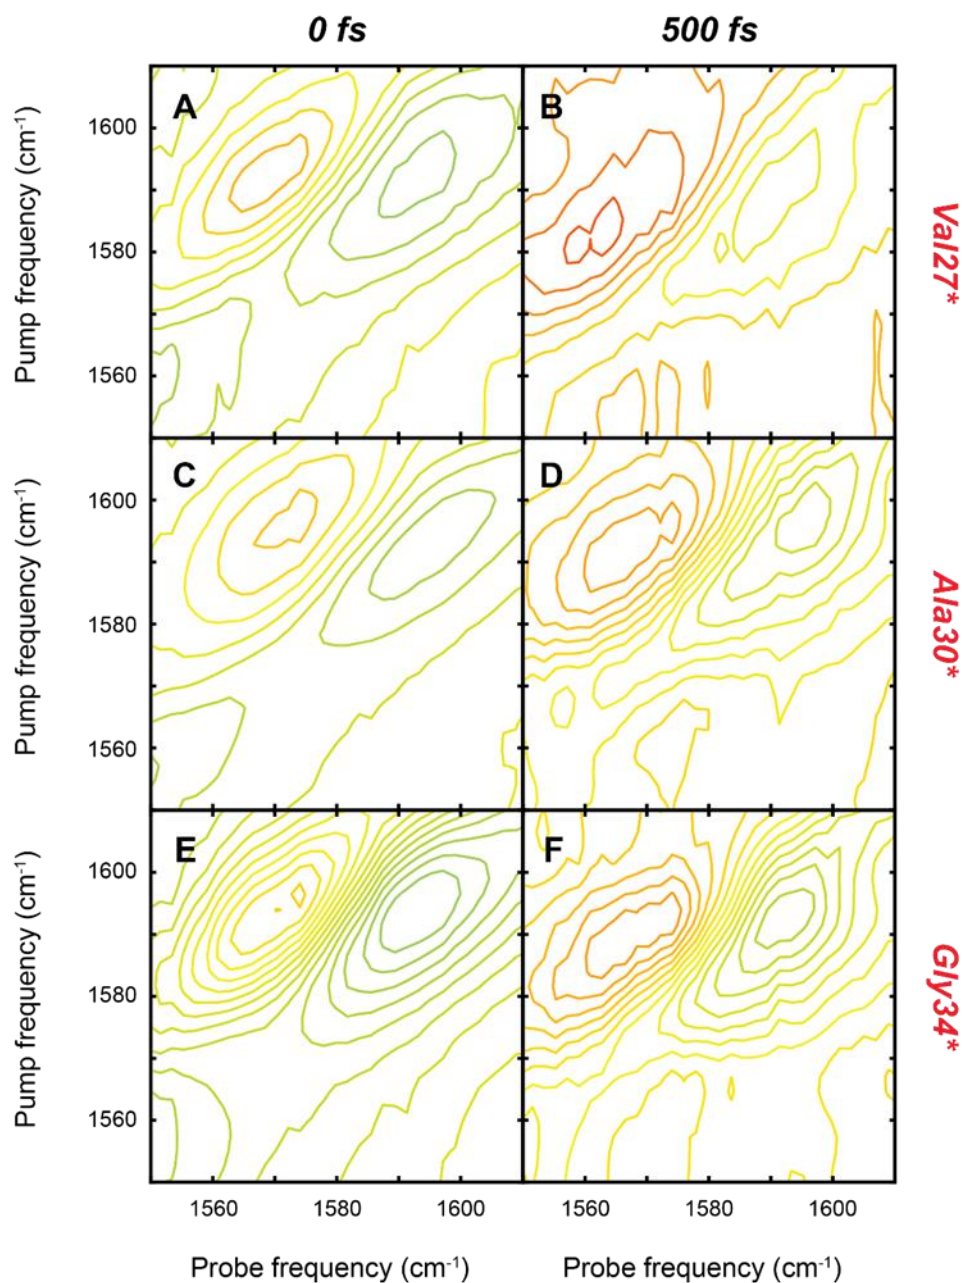 0 fs
500 fs
A
B
Pump frequency (cm-1)
1600
1580
1560
Val27*
C
D
Pump frequency (cm-1)
1600
1580
1560
Ala30*
E
F
Pump frequency (cm-1)
1600
1580
1560
Gly34*
1560
1580
1600
1560
1580
1600
Probe frequency (cm-1)
Probe frequency (cm-1)